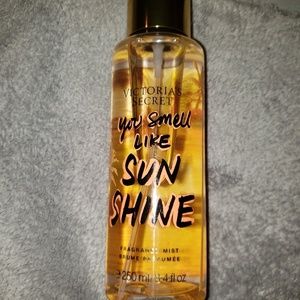 VICTORIA'S
SECRET
you smell
LIKE
SUN
SHINE
FRAGRANCE MIST
BRUME PARFUMÉE
250 ml 8.4 fl oz